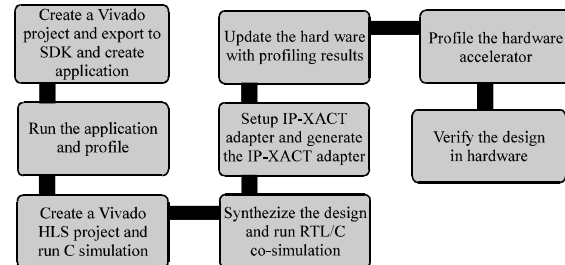 Create a Vivado
project and export to
SDK and create
application
Run the application
and profile
Create a Vivado
HLS project and
run C simulation
Synthezize the design
and run RTL/C
co-simulation
Setup IP-XACT
adapter and generate
the IP-XACT adapter
Update the hard ware
with profiling results
Profile the hardware
accelerator
Verify the design
in hardware